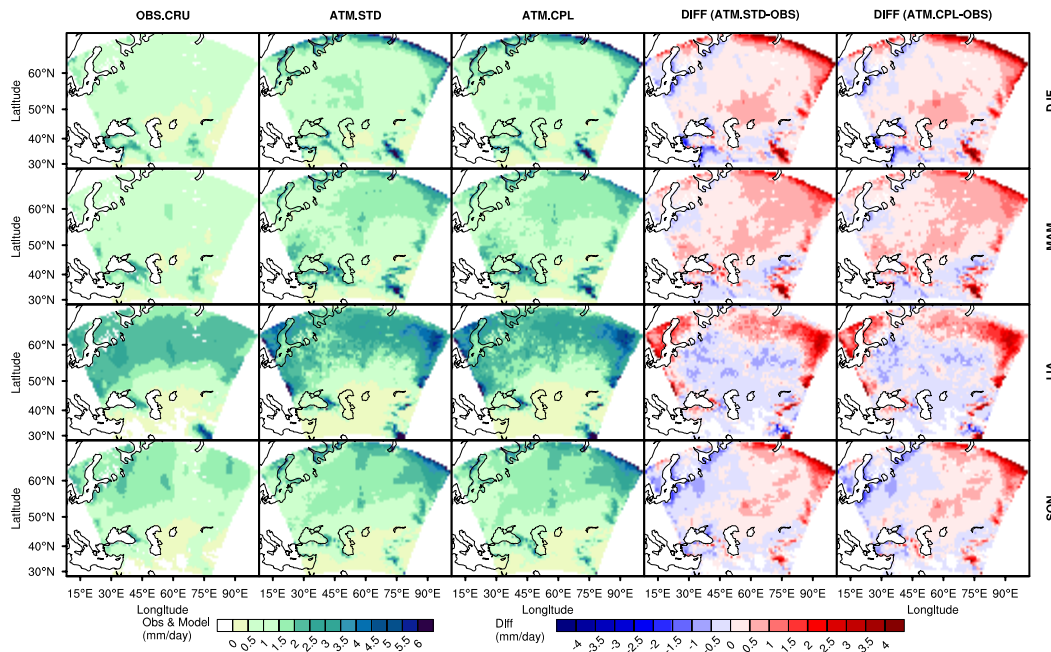 OBS.CRU ATM.STD ATM.CPL DIFF (ATM.STD-OBS) DIFF (ATM.CPL-OBS)
Latitude 60°N 50°N 40°N 30°N
Latitude 60°N 50°N 40°N 30°N MAM
Latitude 60°N 50°N 40°N 30°N
Latitude 60°N 50°N 40°N 30°N SON
15°E 30°E 45°E 60°E 75°E 90°E 15°E 30°E 45°E 60°E 75°E 90°E 15°E 30°E 45°E 60°E 75°E 90°E 15°E 30°E 45°E 60°E 75°E 90°E 15°E 30°E 45°E 60°E 75°E 90°E
Longitude Longitude Longitude Longitude Longitude
Obs & Model
(mm/day)
0 0.5 1 1.5 2 2.5 3 3.5 4 4.5 5 5.5 6
Diff
(mm/day)
-4 -3.5 -3 -2.5 -2 -1.5 -1 -0.5 0 0.5 1 1.5 2 2.5 3 3.5 4